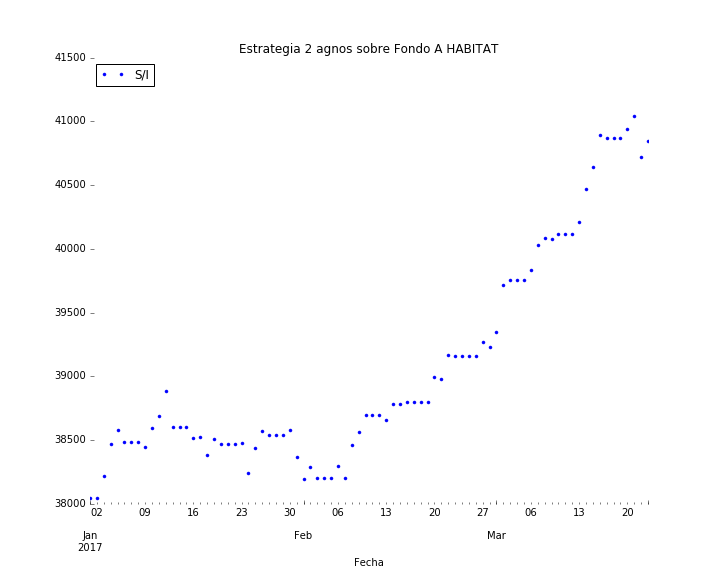 Estrategia 2 agnos sobre Fondo A HABITAT
41500
S/I
41000
40500
40000
39500
39000
38500
38000
02 09 16 23 30 06 13 20 27 06 13 20
Jan Feb Mar
2017
Fecha